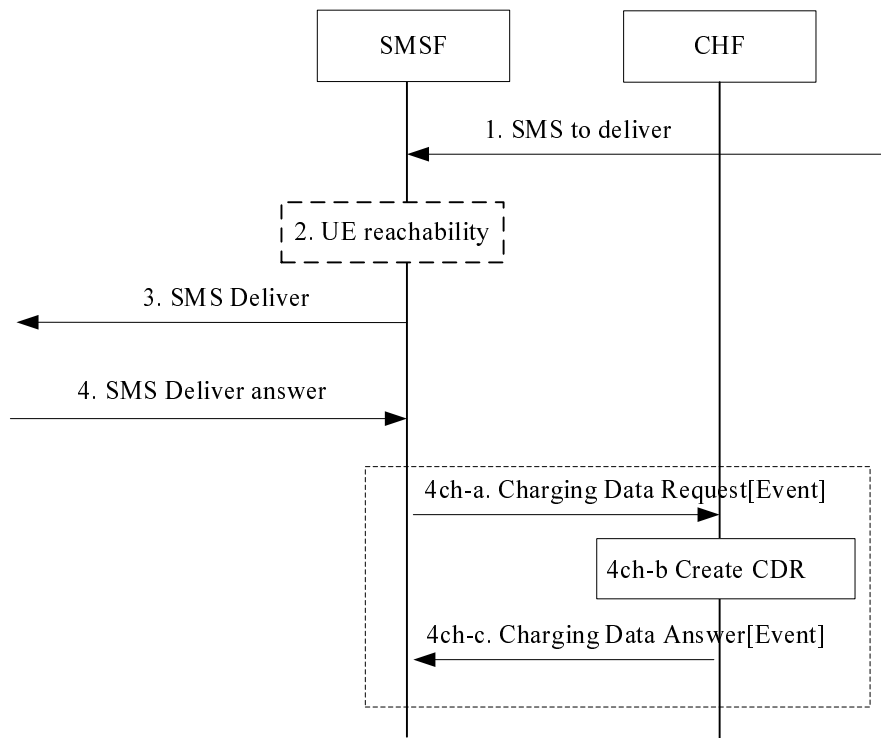 SMSF
CHF
1. SMS to deliver
2. UE reachability
3. SMS Deliver
4. SMS Deliver answer
4ch-a. Charging Data Request[Event]
4ch-b Create CDR
4ch-c. Charging Data Answer[Event]